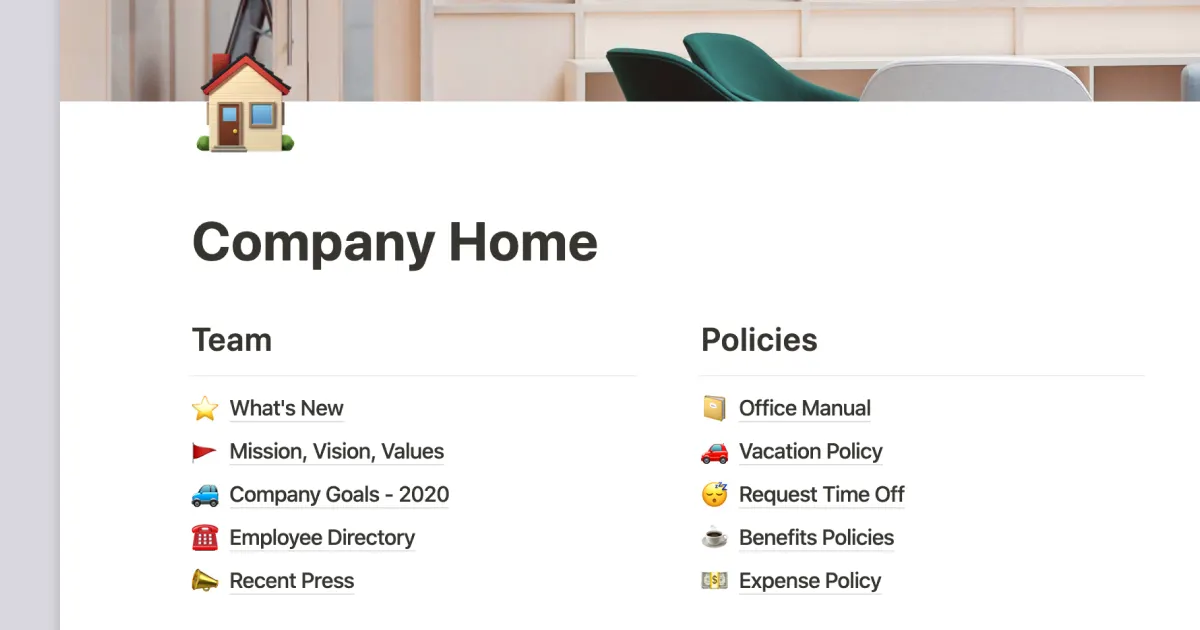 Company Home
Team
What's New
Mission, Vision, Values
Company Goals - 2020
Employee Directory
Recent Press
Policies
Office Manual
Vacation Policy
Request Time Off
Benefits Policies
Expense Policy